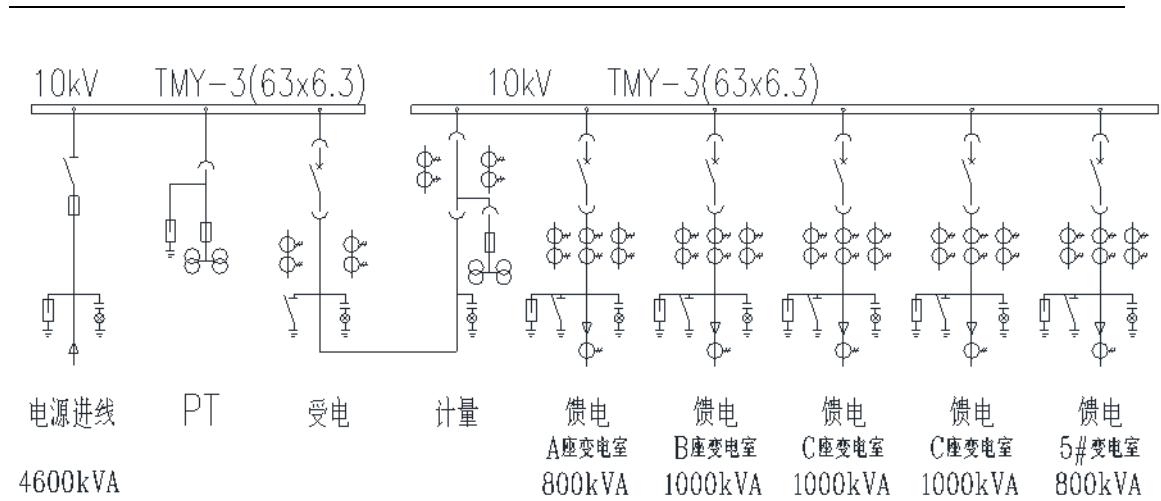 10kV TMY-3(63x6.3) 10kV TMY-3(63x6.3)
电源进线 PT 受电 计量 馈电 馈电 馈电 馈电 馈电
A座变电室 B座变电室 C座变电室 C座变电室 5#变电室
4600kVA 800kVA 1000kVA 1000kVA 1000kVA 800kVA